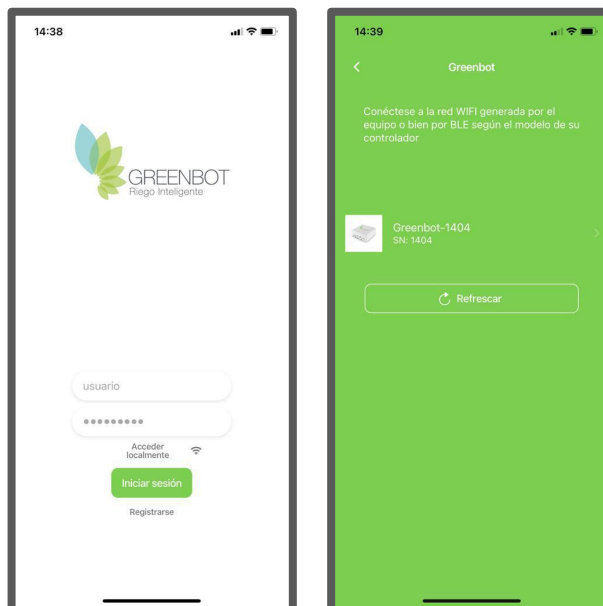 14:38
GREENBOT
Riego Inteligente
usuario
Acceder
localmente
Iniciar sesión
Registrarse
14:39
Greenbot
Conéctese a la red WIFI generada por el
equipo o bien por BLE según el modelo de su
controlador
Greenbot-1404
SN: 1404
Refrescar